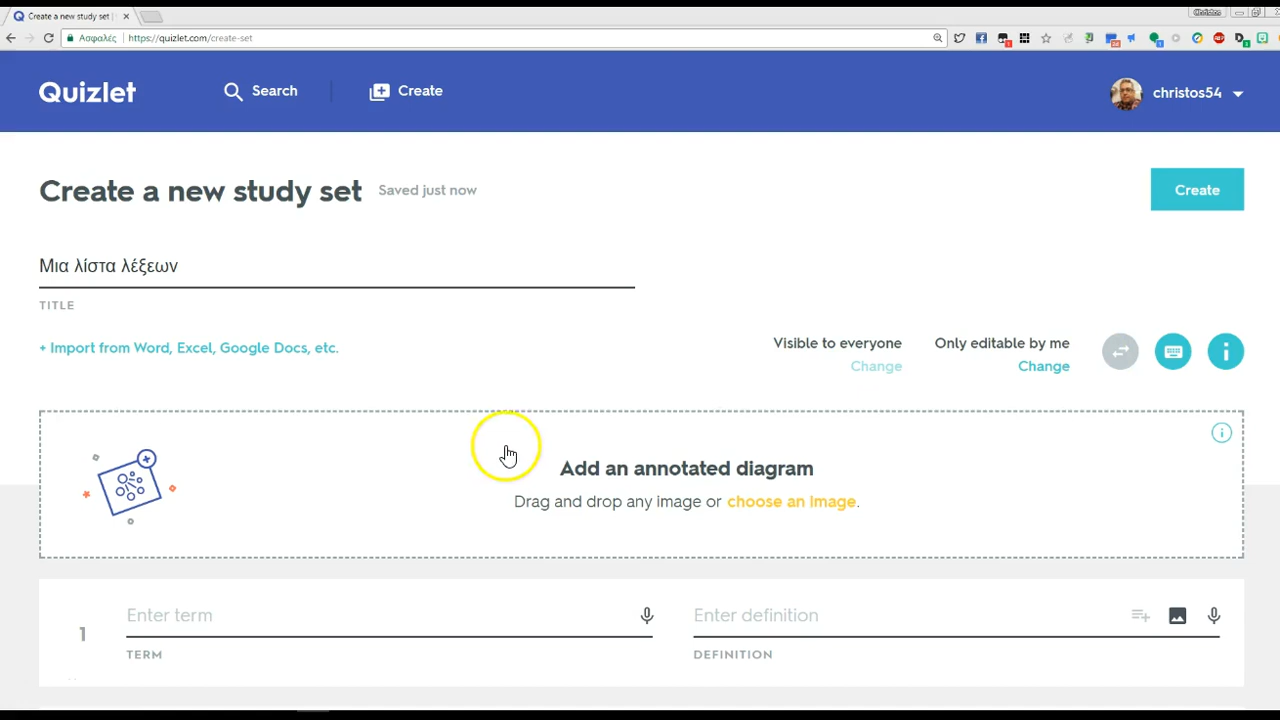 Create a new study set |
Christos
Ασφαλές | https://quizlet.com/create-set
Quizlet
Search
Create
christos54
Create a new study set
Saved just now
Create
Μια λίστα λέξεων
TITLE
+ Import from Word, Excel, Google Docs, etc.
Visible to everyone
Change
Only editable by me
Change
Add an annotated diagram
Drag and drop any image or choose an image.
1
Enter term
TERM
Enter definition
DEFINITION